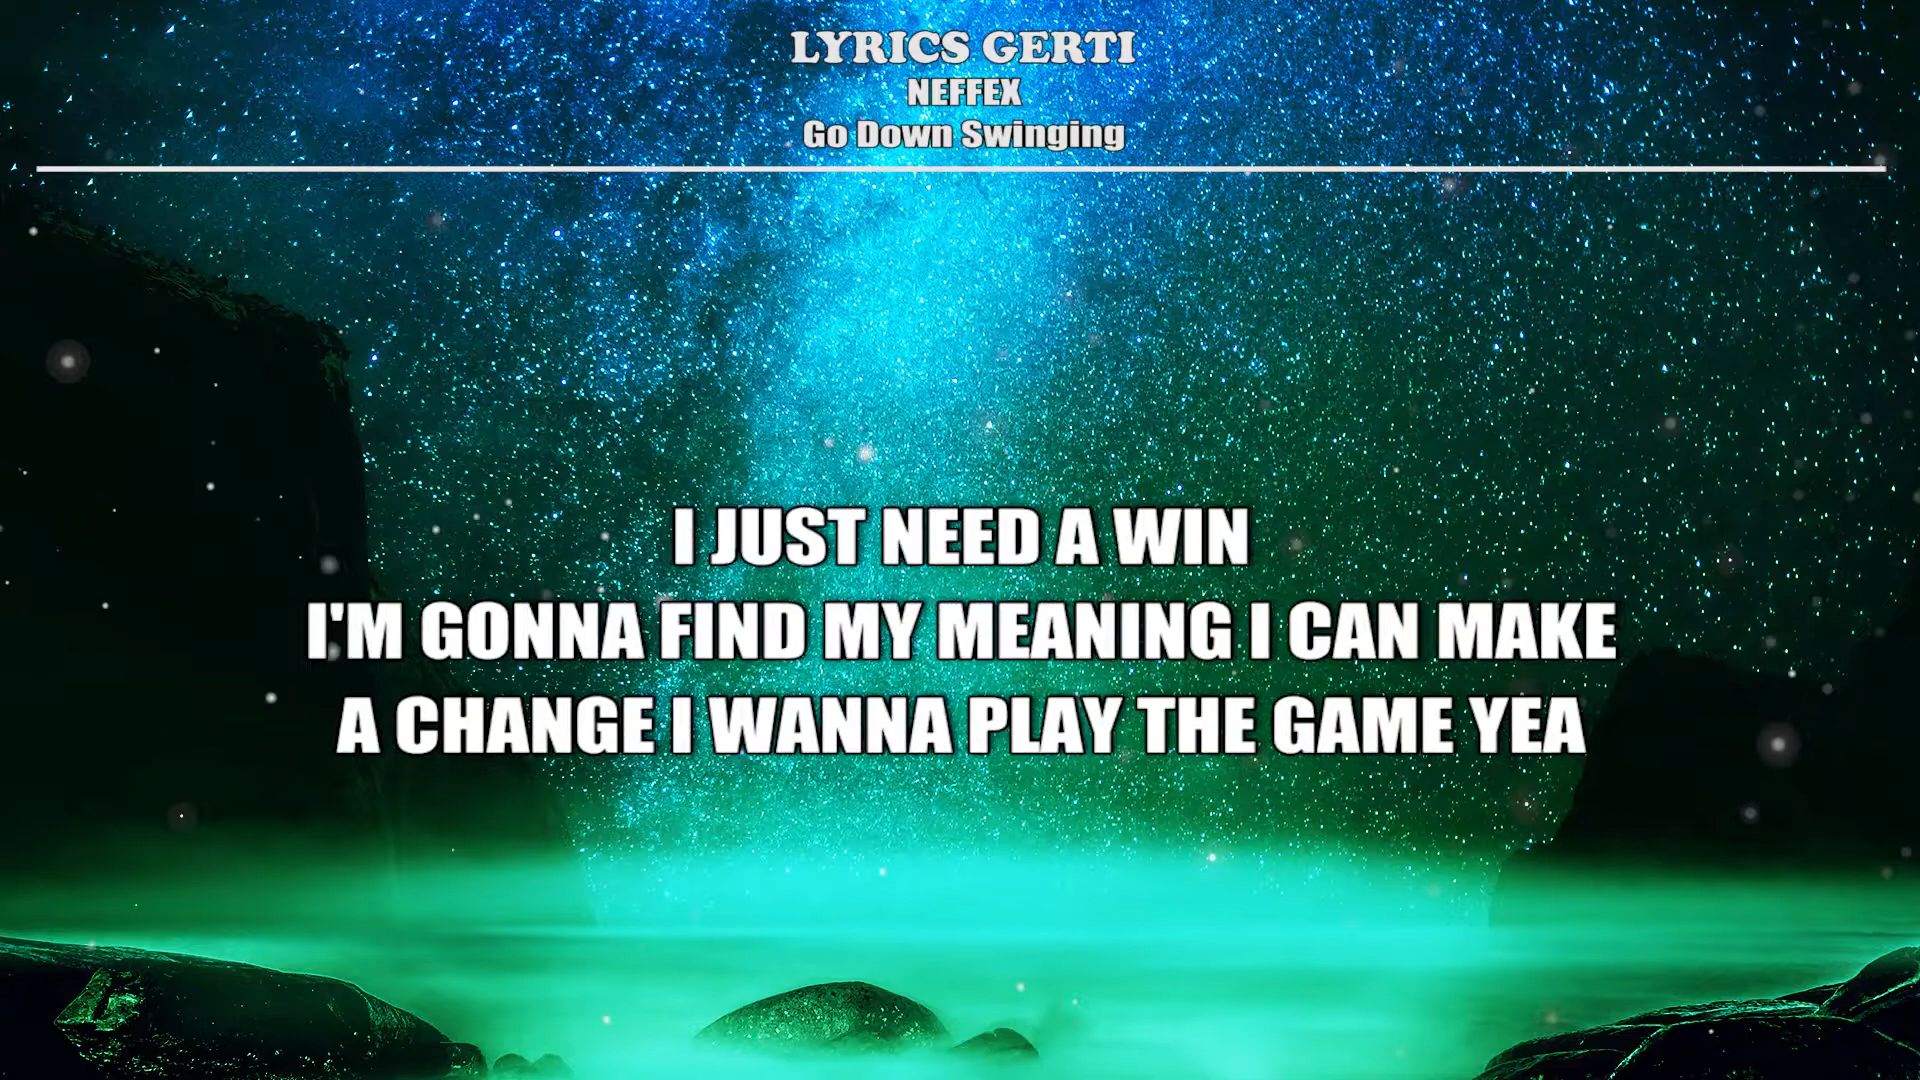 LYRICS GERTI
NEFFEX
Go Down Swinging
I JUST NEED A WIN
I'M GONNA FIND MY MEANING I CAN MAKE
A CHANGE I WANNA PLAY THE GAME YEA